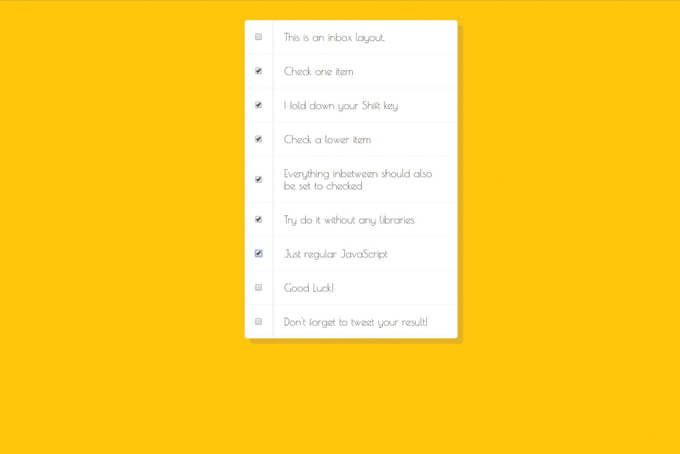 This is an inbox layout.
Check one item
Hold down your Shift key
Check a lower item
Everything inbetween should also
be set to checked
Try do it without any libraries
Just regular JavaScript
Good Luck!
Don't forget to tweet your result!